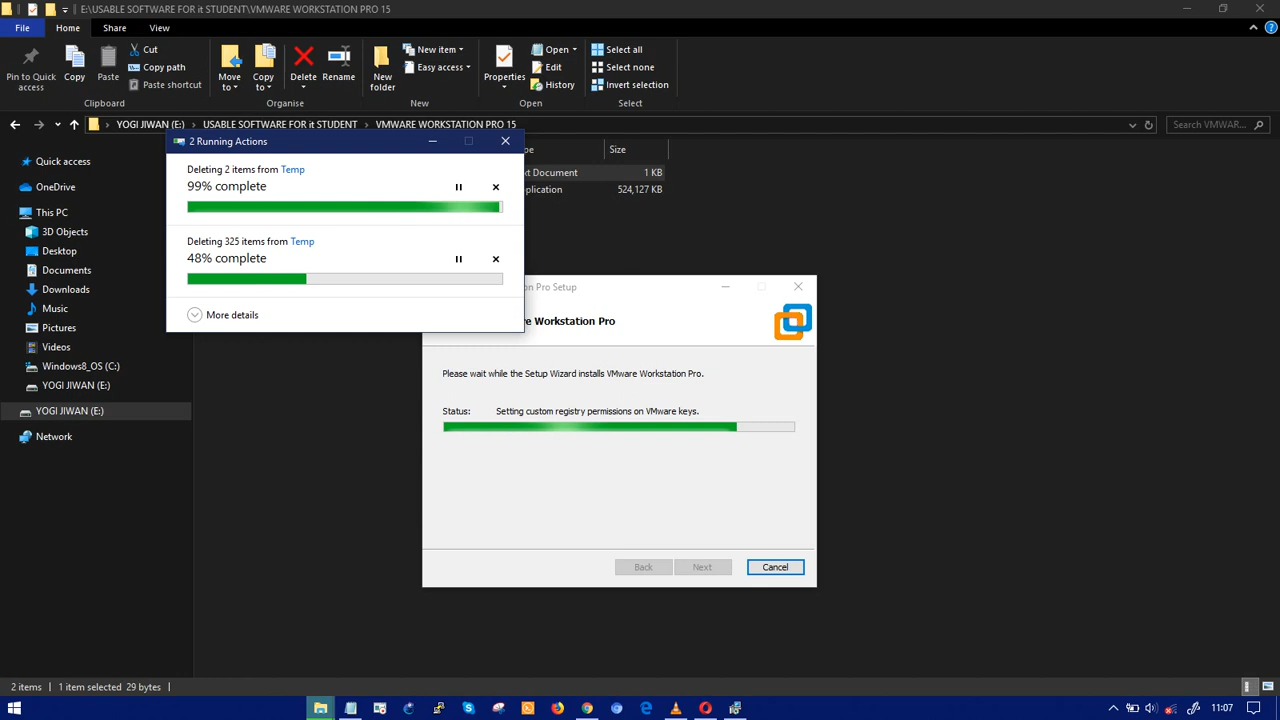 E:\USABLE SOFTWARE FOR it STUDENT\VMWARE WORKSTATION PRO 15
File Home Share View
Pin to Quick access
Copy
Paste
Cut
Copy path
Paste shortcut
Clipboard
Move to
Copy to
Delete
Rename
Organise
New folder
New item
Easy access
New
Properties
Open
Edit
History
Open
Select all
Select none
Invert selection
Select
YOGI JIWAN (E:) > USABLE SOFTWARE FOR it STUDENT > VMWARE WORKSTATION PRO 15
Search VMWAR...
Quick access
OneDrive
This PC
3D Objects
Desktop
Documents
Downloads
Music
Pictures
Videos
Windows8_OS (C:)
YOGI JIWAN (E:)
YOGI JIWAN (E:)
Network
pe Size
xt Document 1 KB
plication 524,127 KB
2 Running Actions
Deleting 2 items from Temp
99% complete
Deleting 325 items from Temp
48% complete
More details
on Pro Setup
re Workstation Pro
Please wait while the Setup Wizard installs VMware Workstation Pro.
Status: Setting custom registry permissions on VMware keys.
Back Next Cancel
2 items 1 item selected 29 bytes
11:07